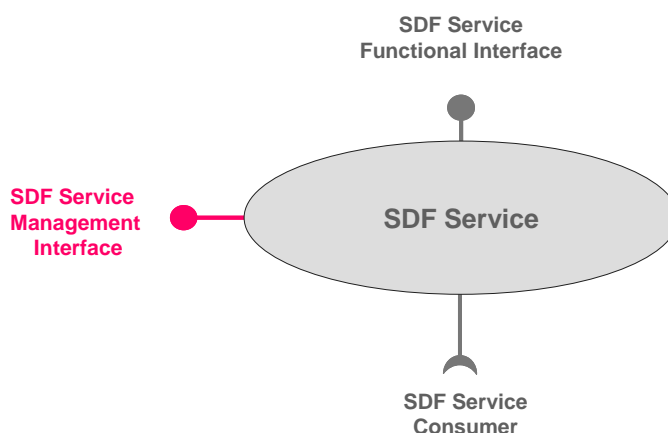 SDF Service
Functional Interface
SDF Service
Management
Interface
SDF Service
SDF Service
Consumer